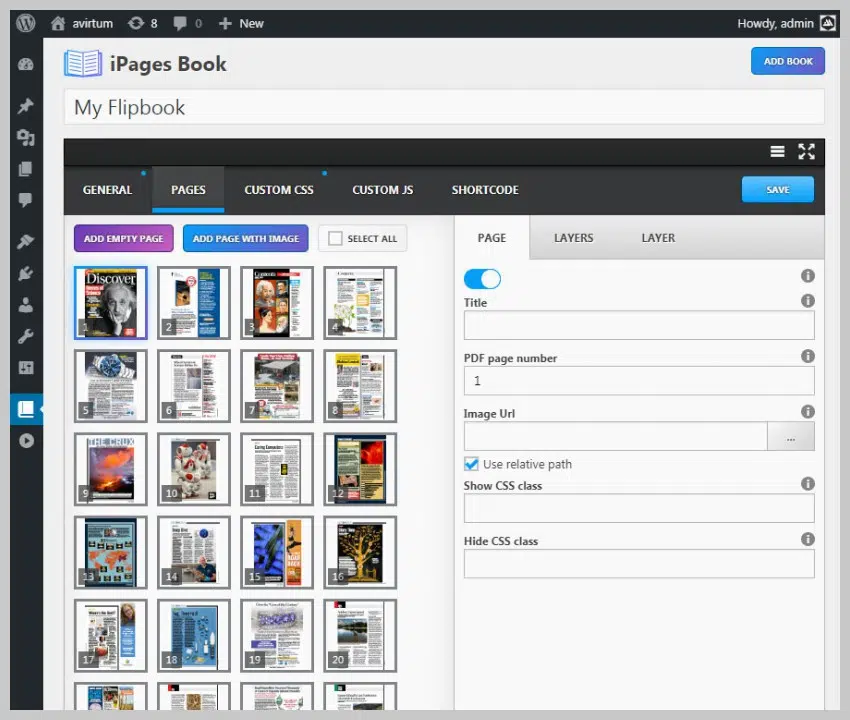 avirtum 8 0 New Howdy, admin
iPages Book ADD BOOK
My Flipbook
GENERAL PAGES CUSTOM CSS CUSTOM JS SHORTCODE SAVE
ADD EMPTY PAGE ADD PAGE WITH IMAGE SELECT ALL
PAGE LAYERS LAYER
Discover
Contents
1 2 3 4
5 6 7 8
THE CRUX
9 10 11 12
13 14 15 16
17 18 19 20
Title
PDF page number
1
Image Url
...
Use relative path
Show CSS class
Hide CSS class